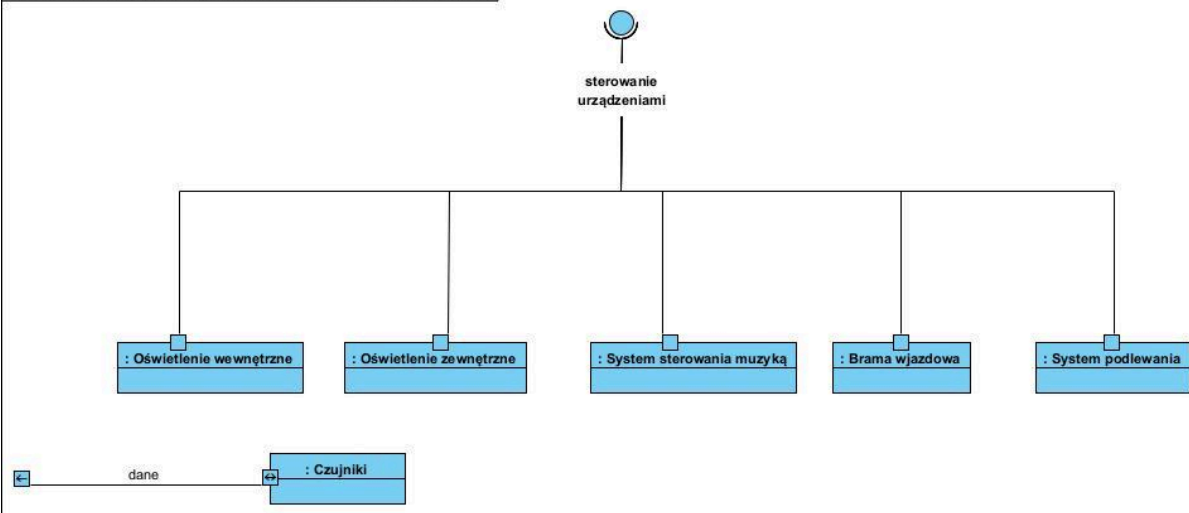 sterowanie
urządzeniami
: Oświetlenie wewnętrzne
: Oświetlenie zewnętrzne
: System sterowania muzyką
: Brama wjazdowa
: System podlewania
dane
: Czujniki